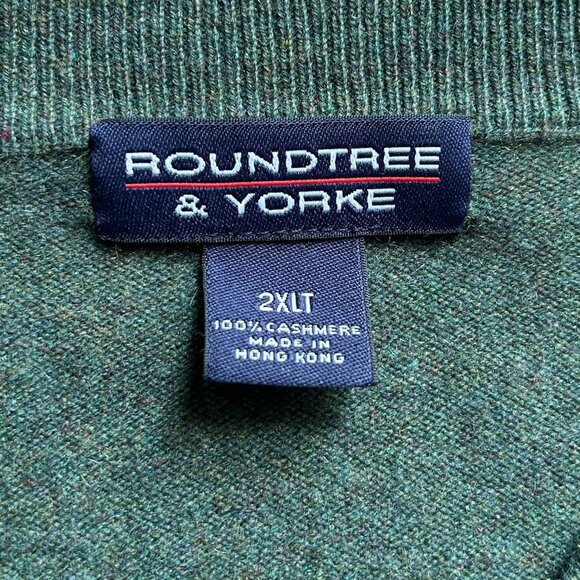 ROUNDTREE
& YORKE
2XLT
100% CASHMERE
MADE IN
HONG KONG